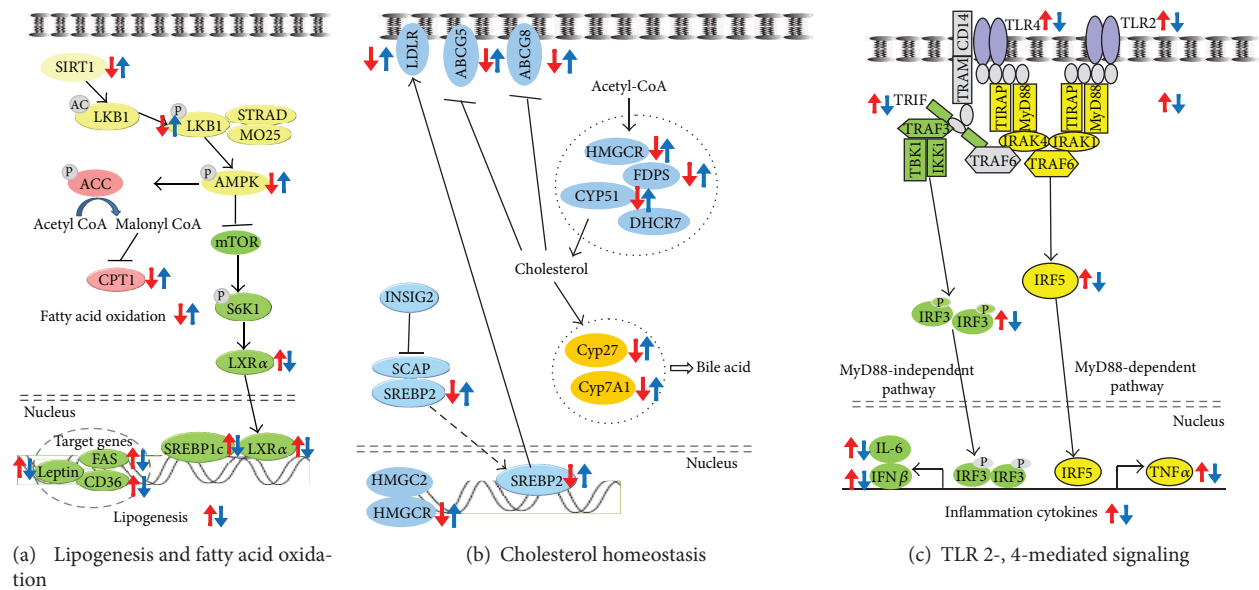 SIRT1
AC
LKB1
P
LKB1
STRAD
MO25
P
ACC
P
AMPK
Acetyl CoA Malonyl CoA
mTOR
CPT1
P
S6K1
Fatty acid oxidation
LXRα
Nucleus
Target genes
FAS
Leptin
CD36
SREBP1c
LXRα
Lipogenesis
(a) Lipogenesis and fatty acid oxida-
tion
LDLR
ABCG5
ABCG8
Acetyl-CoA
HMGCR
FDPS
CYP51
DHCR7
Cholesterol
INSIG2
SCAP
SREBP2
Cyp27
Cyp7A1
Bile acid
Nucleus
HMGC2
HMGCR
SREBP2
(b) Cholesterol homeostasis
CD14
TRAM
TLR4
TLR2
TRIF
TRAF3
TBK1
IKKi
TIRAP
MyD88
TIRAP
MyD88
IRAK4
IRAK1
TRAF6
TRAF6
IRF5
P
IRF3
P
IRF3
MyD88-independent
pathway
MyD88-dependent
pathway
Nucleus
IL-6
IFNβ
P
IRF3
P
IRF3
IRF5
TNFα
Inflammation cytokines
(c) TLR 2-, 4-mediated signaling